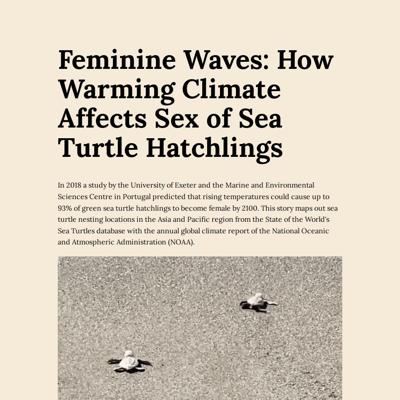 Feminine Waves: How
Warming Climate
Affects Sex of Sea
Turtle Hatchlings
In 2018 a study by the University of Exeter and the Marine and Environmental
Sciences Centre in Portugal predicted that rising temperatures could cause up to
93% of green sea turtle hatchlings to become female by 2100. This story maps out sea
turtle nesting locations in the Asia and Pacific region from the State of the World's
Sea Turtles database with the annual global climate report of the National Oceanic
and Atmospheric Administration (NOAA).